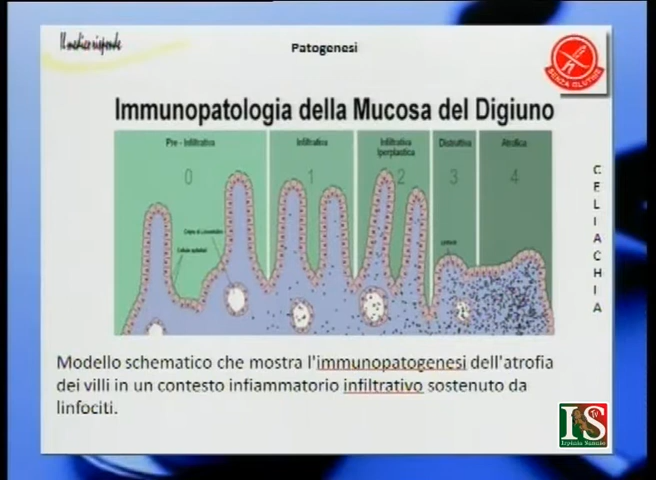 Il medico risponde
Patogenesi
SENZA GLUTINE
Immunopatologia della Mucosa del Digiuno
Pre - Infiltrativa
Infiltrativa
Infiltrativa
Iperplastica
Distruttiva
Atrofica
0
1
2
3
4
CELIACHIA
Modello schematico che mostra l'immunopatogenesi dell'atrofia
dei villi in un contesto infiammatorio infiltrativo sostenuto da
linfociti.
IS
TV